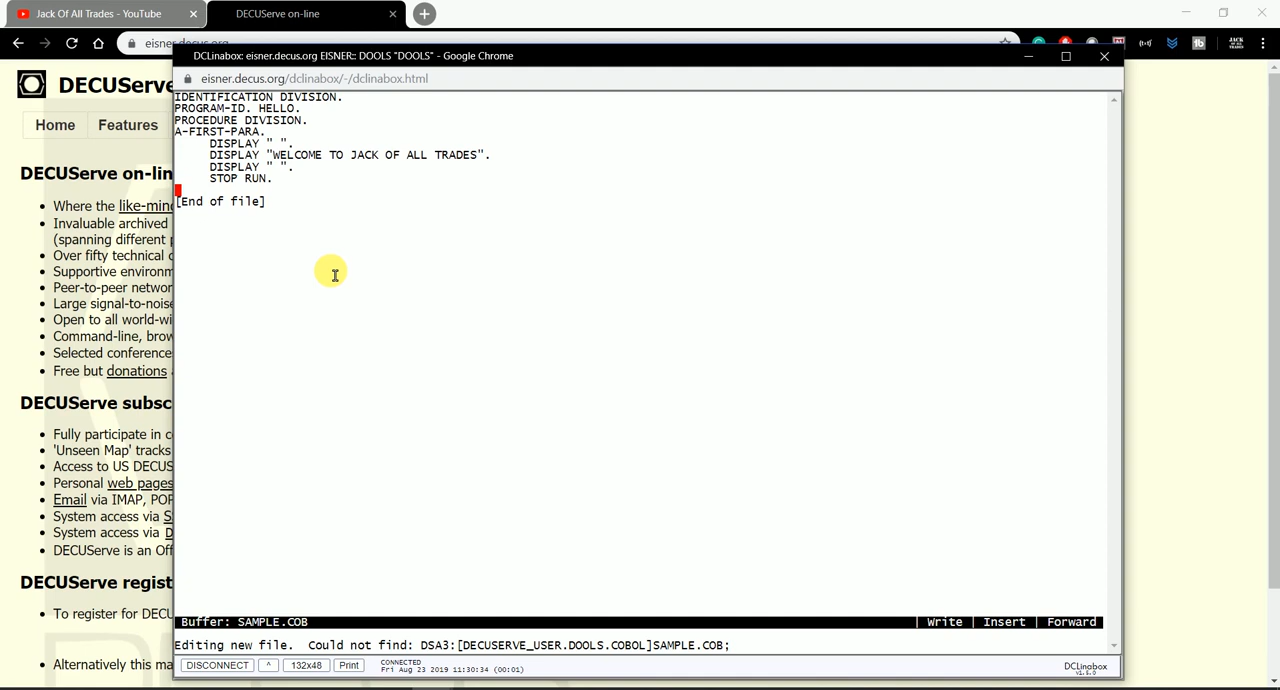 Jack Of All Trades - YouTube
DECUServe on-line
eisner.decus.org
DCLinabox: eisner.decus.org EISNER:: DOOLS "DOOLS" - Google Chrome
eisner.decus.org/dclinabox/-/dclinabox.html
DECUServe
Home Features
DECUServe on-lin
Where the like-mind
Invaluable archived
(spanning different p
Over fifty technical
Supportive environm
Peer-to-peer networ
Large signal-to-noise
Open to all world-wi
Command-line, brow
Selected conference
Free but donations
DECUServe subsc
Fully participate in c
'Unseen Map' tracks
Access to US DECUS
Personal web pages
Email via IMAP, POP
System access via S
System access via D
DECUServe is an Off
DECUServe regist
To register for DECU
Alternatively this ma
IDENTIFICATION DIVISION.
PROGRAM-ID. HELLO.
PROCEDURE DIVISION.
A-FIRST-PARA.
DISPLAY " ".
DISPLAY "WELCOME TO JACK OF ALL TRADES".
DISPLAY " ".
STOP RUN.
[End of file]
Buffer: SAMPLE.COB | Write | Insert | Forward
Editing new file. Could not find: DSA3:[DECUSERVE_USER.DOOLS.COBOL]SAMPLE.COB;
DISCONNECT ^ 132x48 Print
CONNECTED
Fri Aug 23 2019 11:30:34 (00:01)
DCLinabox
v1.5.0